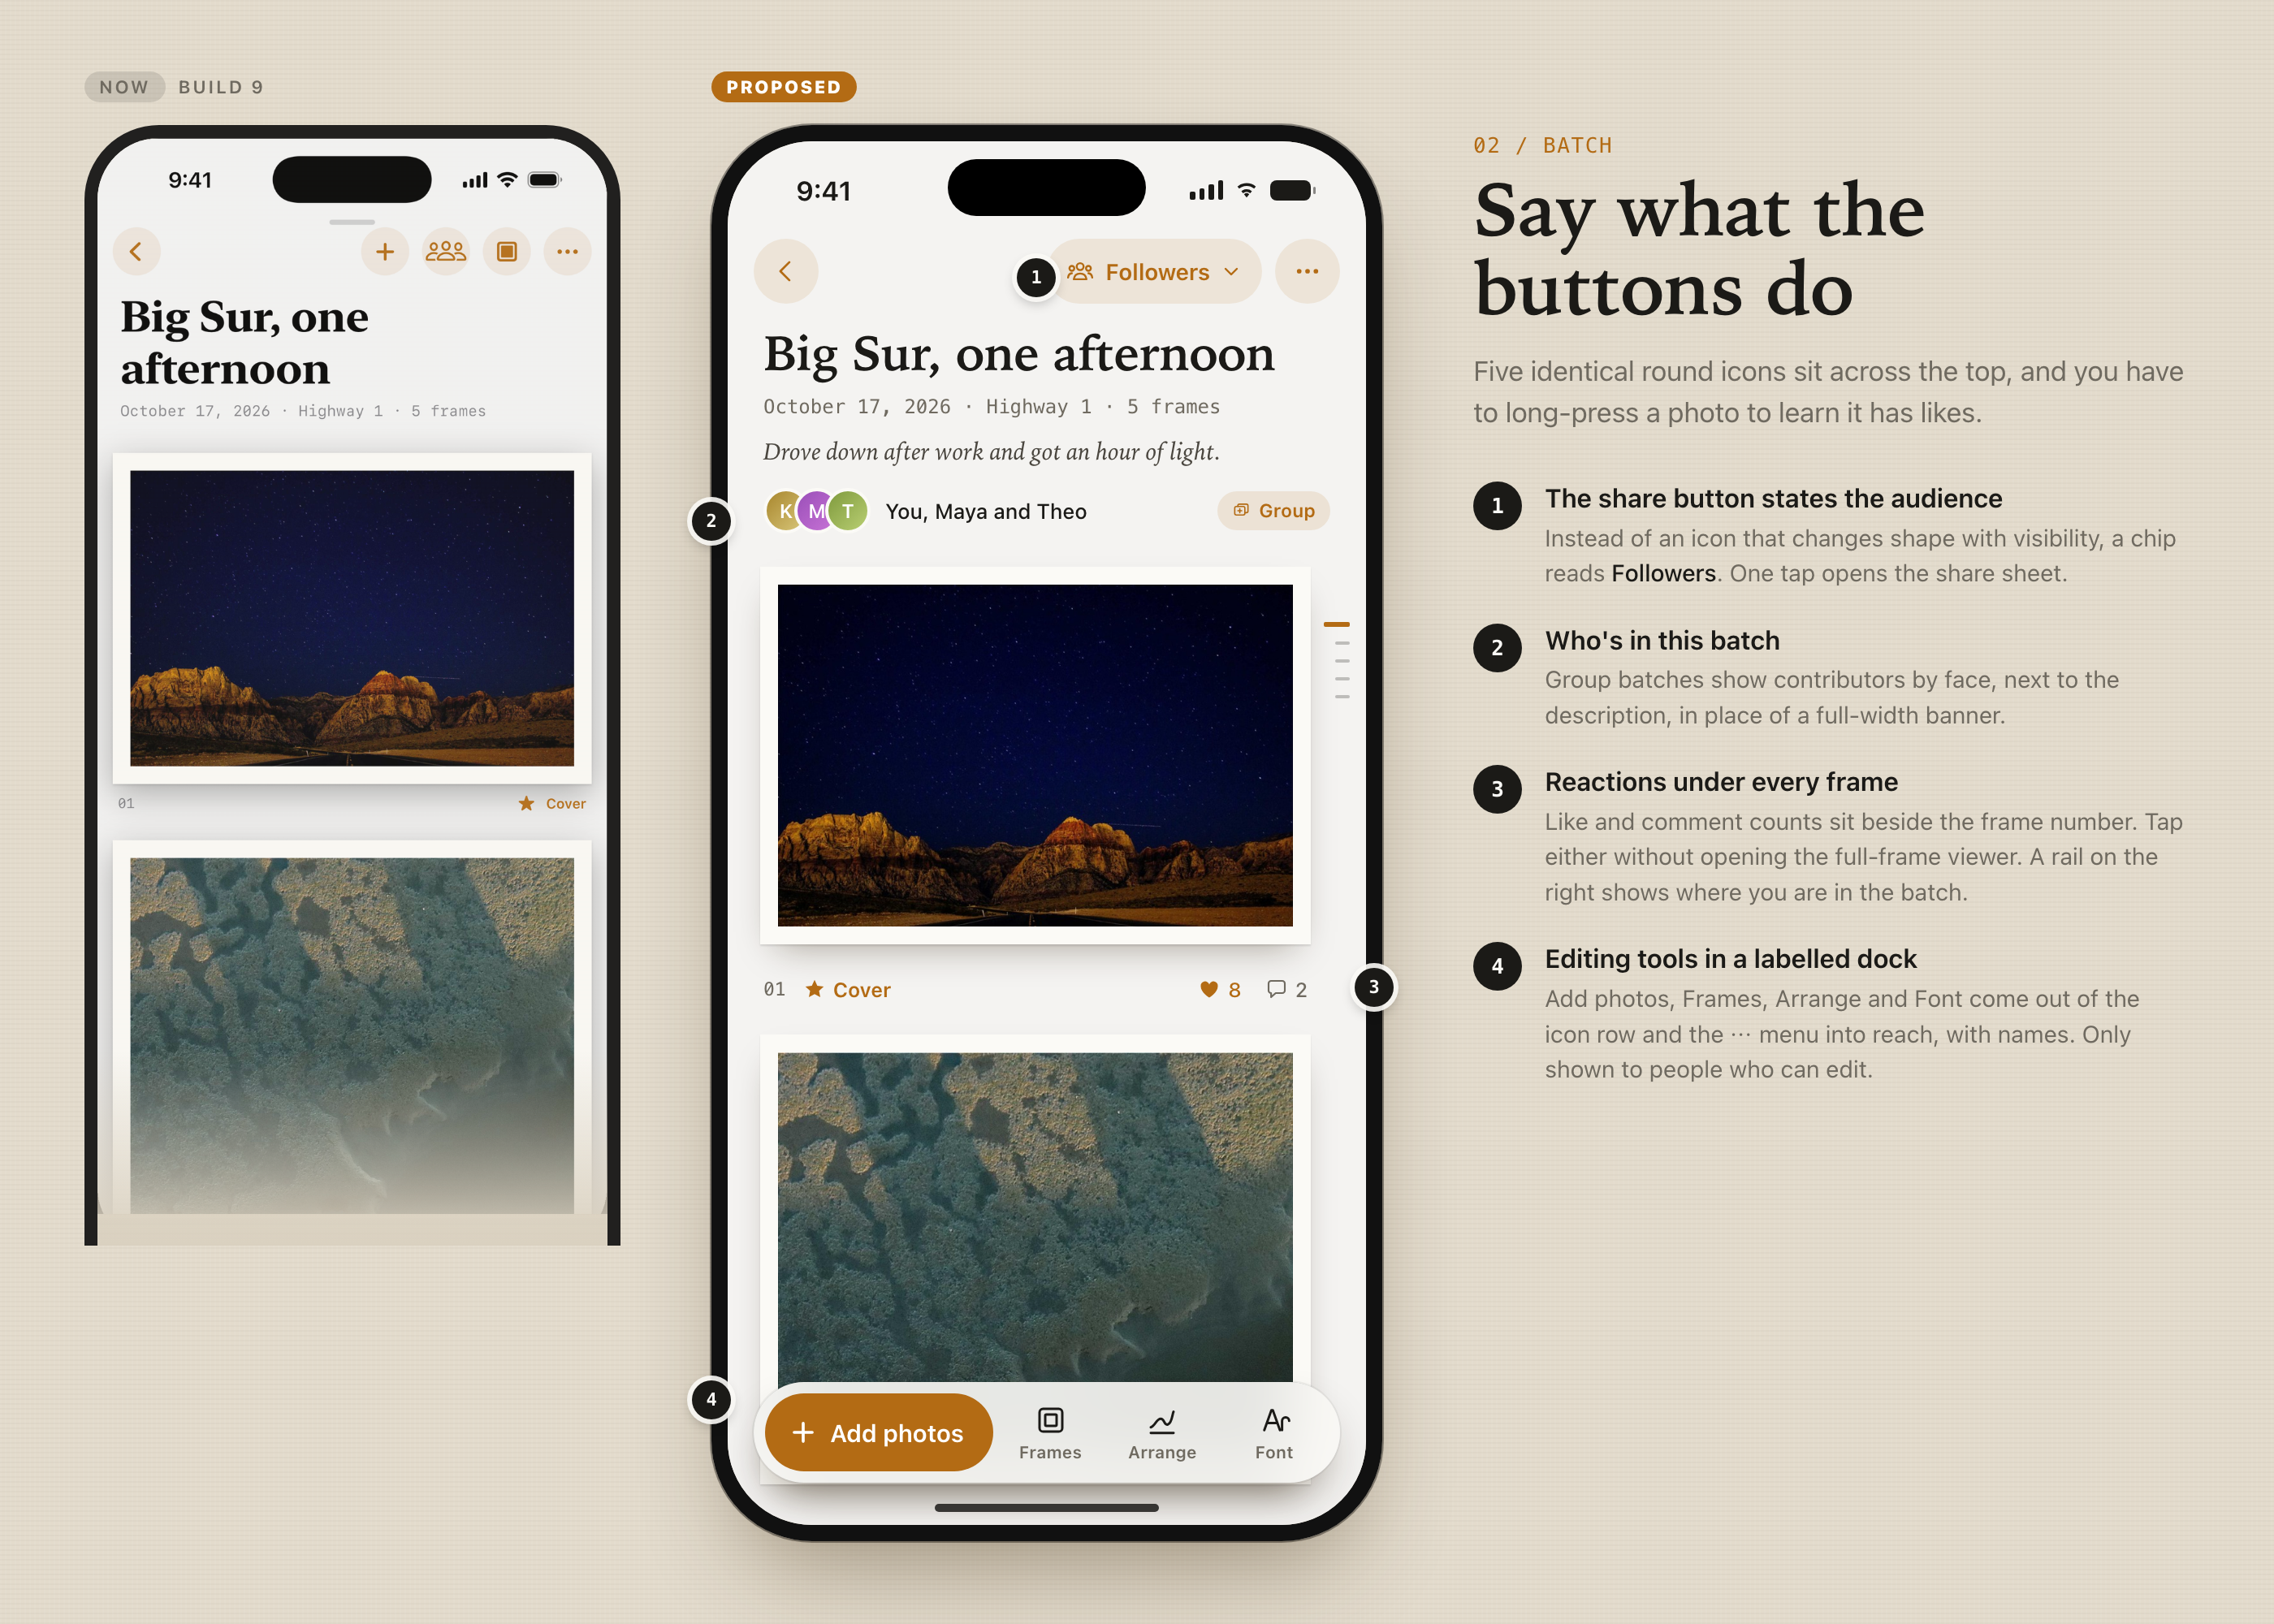 NOW BUILD 9
9:41
Big Sur, one
afternoon
October 17, 2026 · Highway 1 · 5 frames
01
Cover
PROPOSED
9:41
1
Followers
Big Sur, one afternoon
October 17, 2026 · Highway 1 · 5 frames
Drove down after work and got an hour of light.
2
K M T
You, Maya and Theo
Group
01
Cover
8
2
3
4
Add photos
Frames
Arrange
Font
02 / BATCH
Say what the
buttons do
Five identical round icons sit across the top, and you have
to long-press a photo to learn it has likes.
1
The share button states the audience
Instead of an icon that changes shape with visibility, a chip
reads Followers. One tap opens the share sheet.
2
Who's in this batch
Group batches show contributors by face, next to the
description, in place of a full-width banner.
3
Reactions under every frame
Like and comment counts sit beside the frame number. Tap
either without opening the full-frame viewer. A rail on the
right shows where you are in the batch.
4
Editing tools in a labelled dock
Add photos, Frames, Arrange and Font come out of the
icon row and the ··· menu into reach, with names. Only
shown to people who can edit.